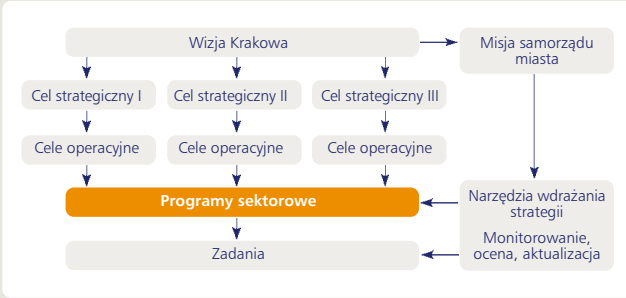 Wizja Krakowa
Misja samorządu
miasta
Cel strategiczny I
Cel strategiczny II
Cel strategiczny III
Cele operacyjne
Cele operacyjne
Cele operacyjne
Programy sektorowe
Narzędzia wdrażania
strategii
Monitorowanie,
ocena, aktualizacja
Zadania